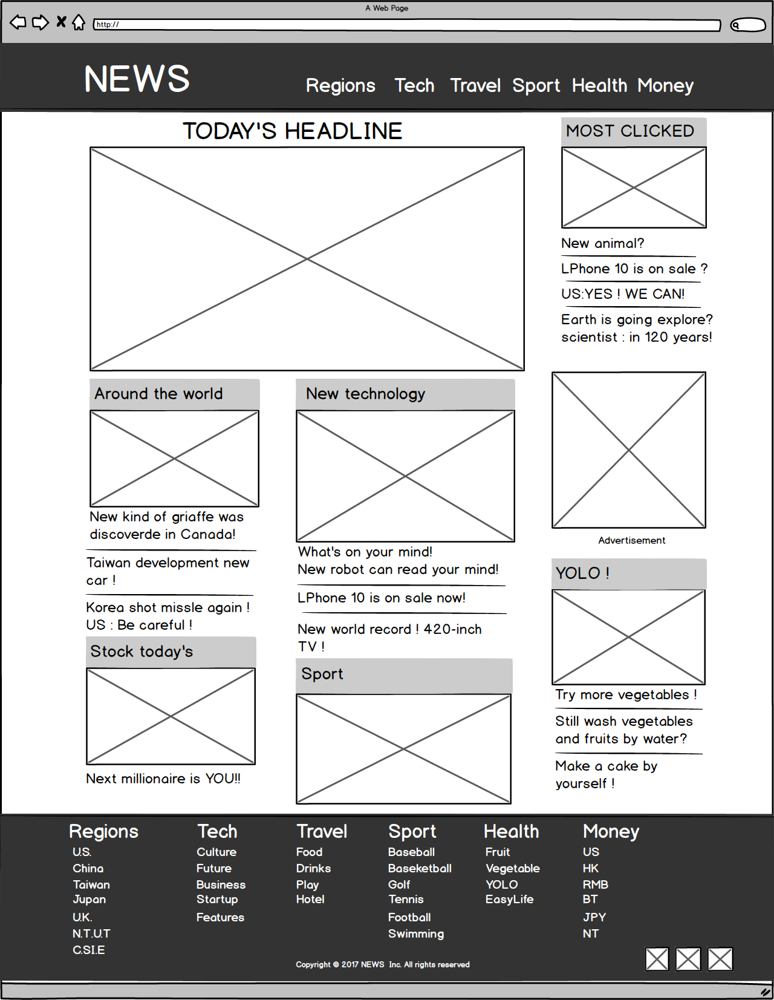 A Web Page
http://
NEWS
Regions Tech Travel Sport Health Money
TODAY'S HEADLINE
MOST CLICKED
New animal?
LPhone 10 is on sale ?
US:YES ! WE CAN!
Earth is going explore?
scientist : in 120 years!
Around the world
New kind of griaffe was
discoverde in Canada!
Taiwan development new
car !
Korea shot missle again !
US : Be careful !
Stock today's
Next millionaire is YOU!!
New technology
What's on your mind!
New robot can read your mind!
LPhone 10 is on sale now!
New world record ! 420-inch
TV !
Sport
Advertisement
YOLO !
Try more vegetables !
Still wash vegetables
and fruits by water?
Make a cake by
yourself !
Regions
U.S.
China
Taiwan
Jupan
U.K.
N.T.U.T
C.SI.E
Tech
Culture
Future
Business
Startup
Features
Travel
Food
Drinks
Play
Hotel
Sport
Baseball
Baseketball
Golf
Tennis
Football
Swimming
Health
Fruit
Vegetable
YOLO
EasyLife
Money
US
HK
RMB
BT
JPY
NT
Copyright © 2017 NEWS Inc. All rights reserved